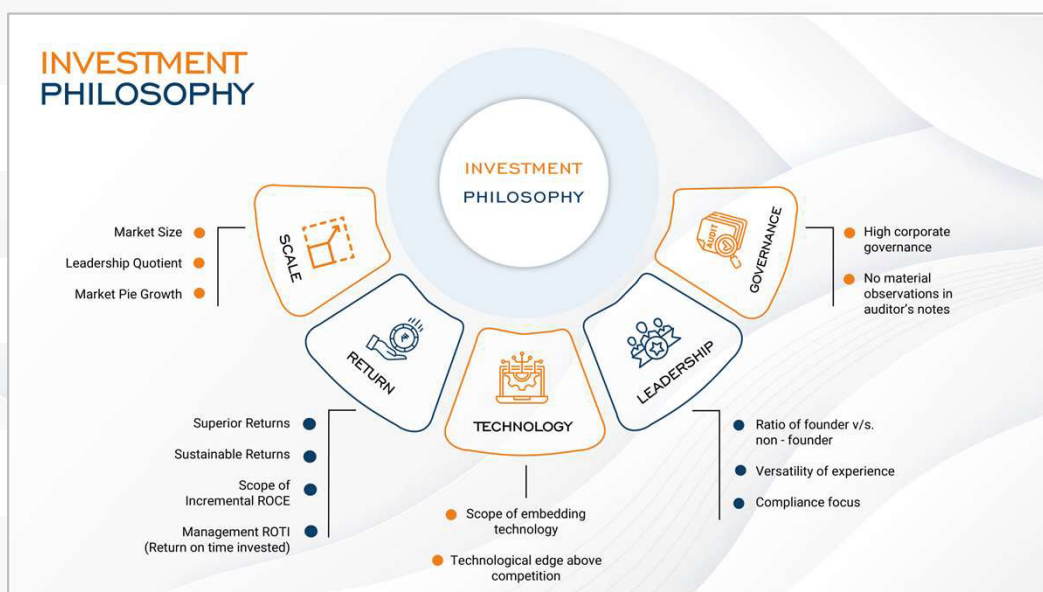 INVESTMENT
PHILOSOPHY
INVESTMENT
PHILOSOPHY
SCALE
Market Size
Leadership Quotient
Market Pie Growth
RETURN
Superior Returns
Sustainable Returns
Scope of
Incremental ROCE
Management ROTI
(Return on time invested)
TECHNOLOGY
Scope of embedding
technology
Technological edge above
competition
LEADERSHIP
Ratio of founder v/s.
non - founder
Versatility of experience
Compliance focus
AUDIT
GOVERNANCE
High corporate
governance
No material
observations in
auditor's notes